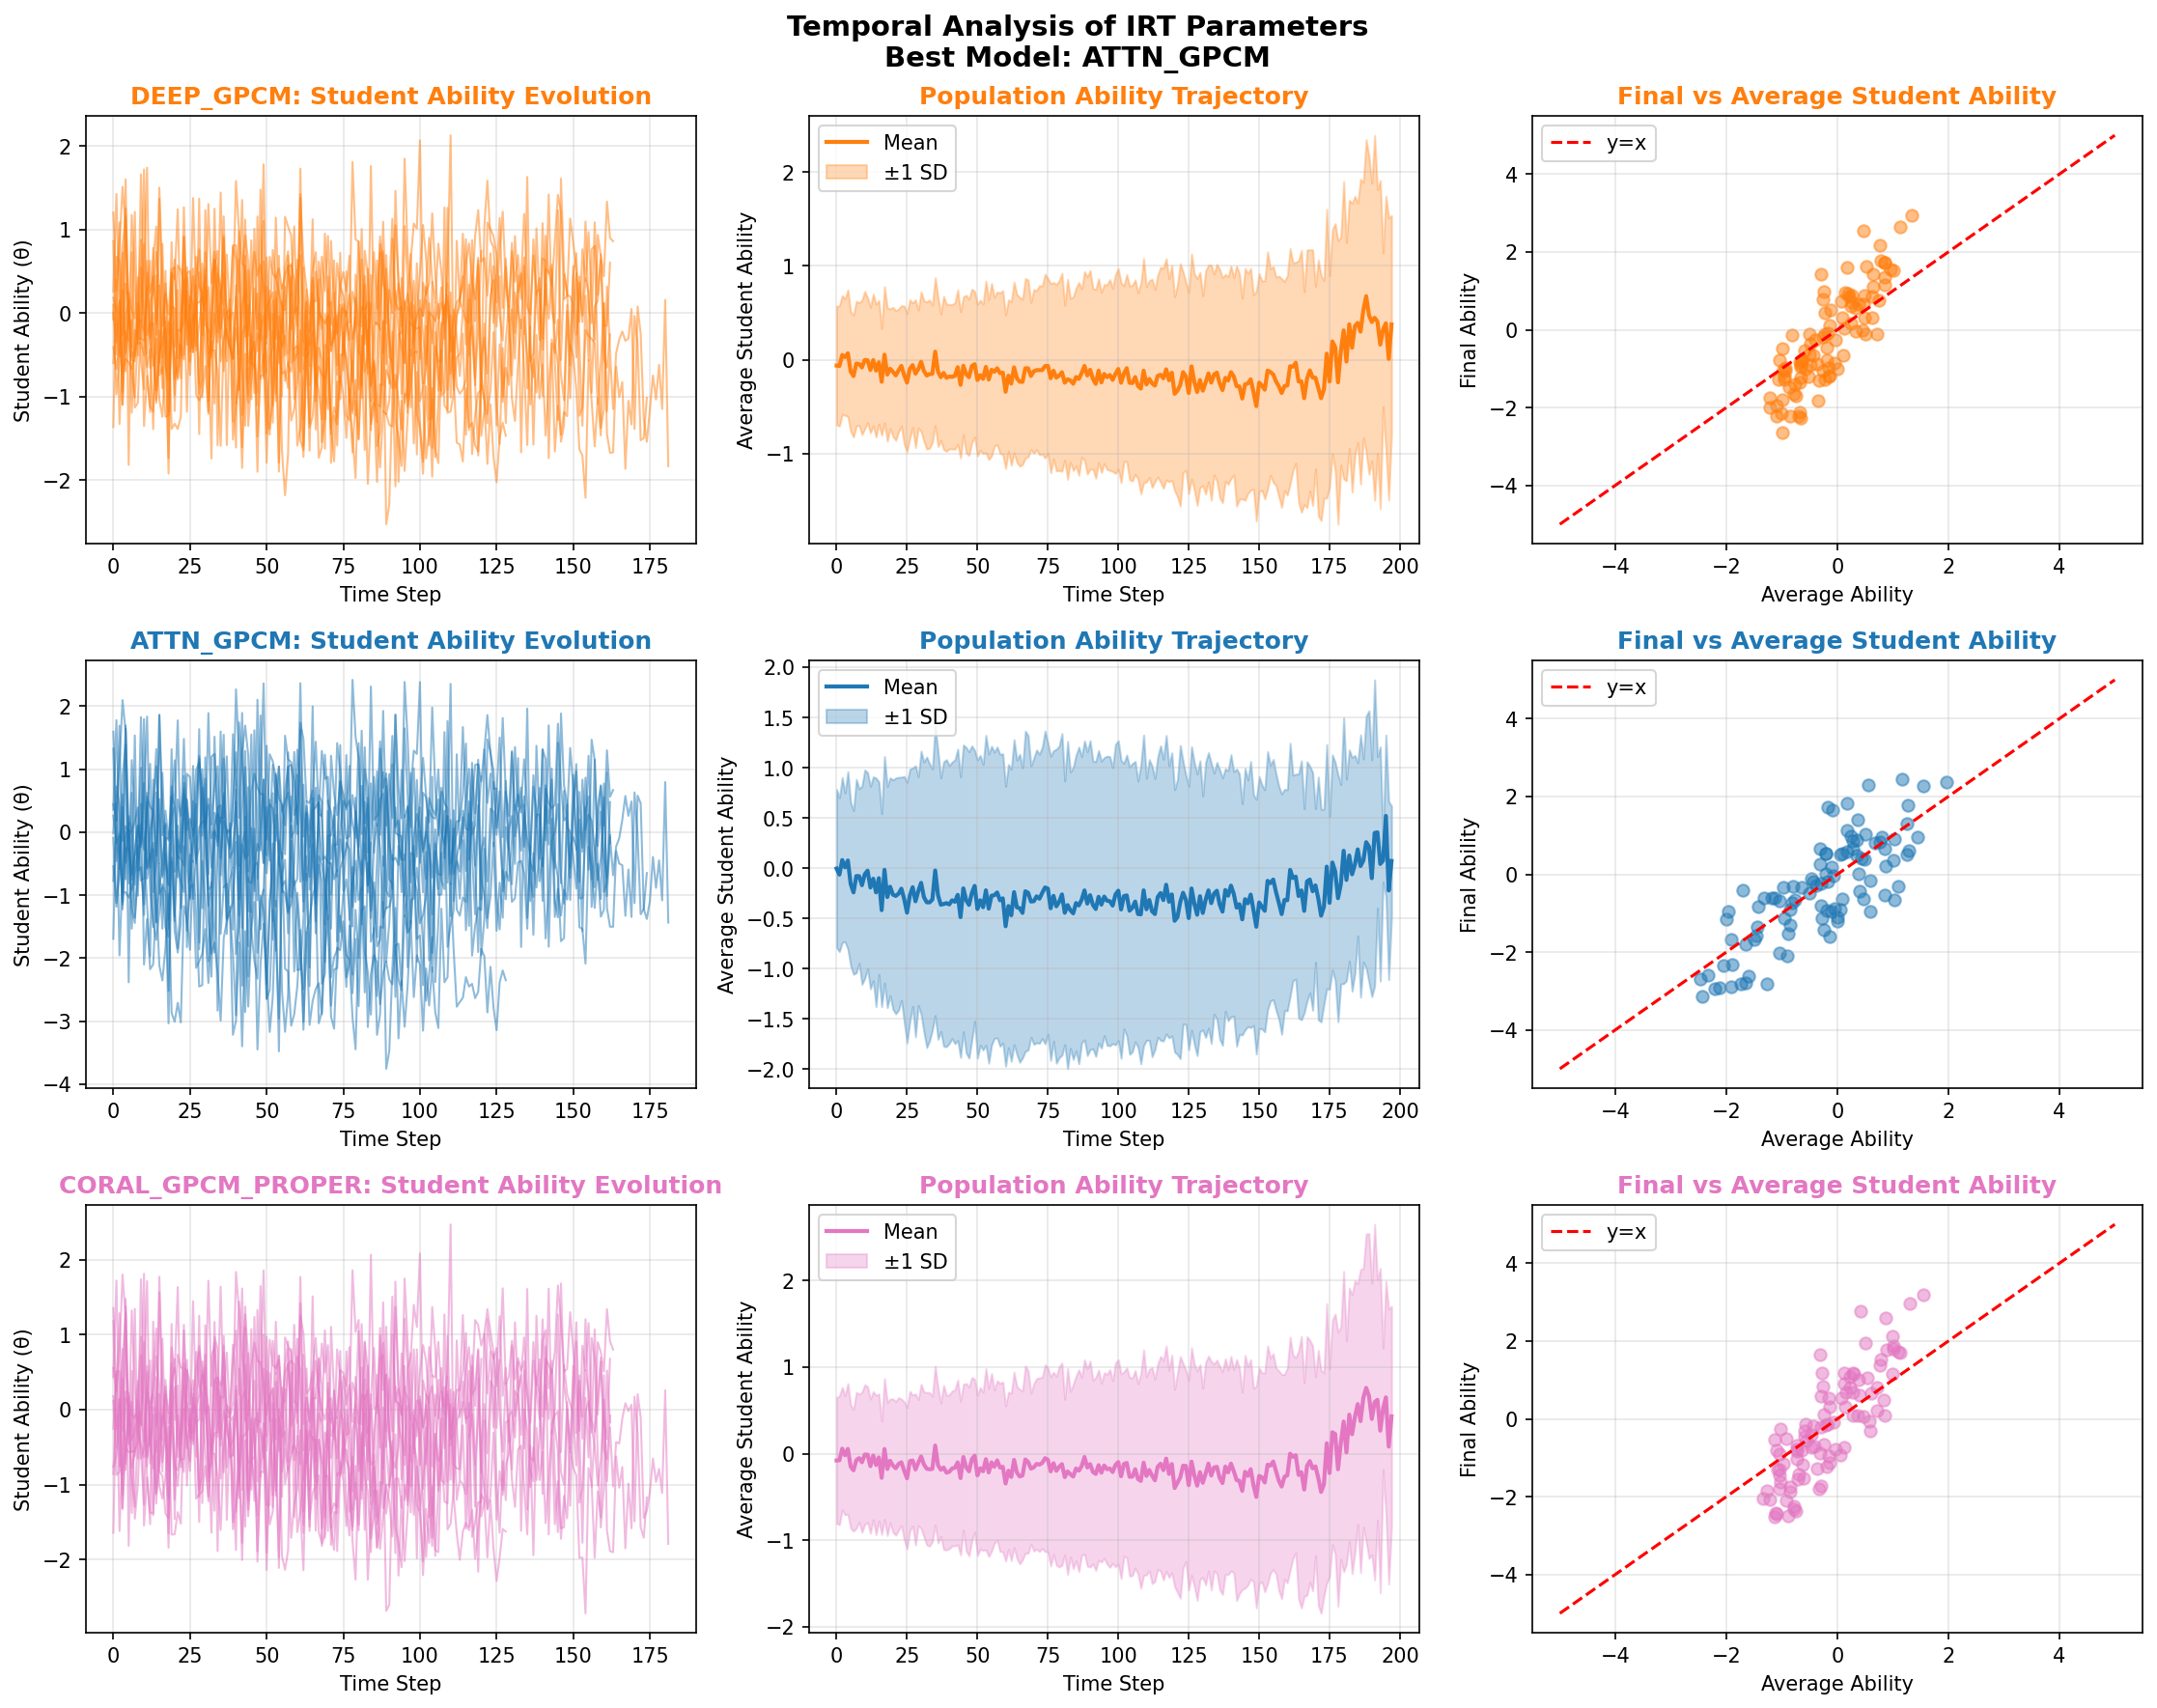 Temporal Analysis of IRT Parameters
Best Model: ATTN_GPCM
DEEP_GPCM: Student Ability Evolution
Student Ability (θ)
2
1
0
−1
−2
0 25 50 75 100 125 150 175
Time Step
Population Ability Trajectory
Mean
±1 SD
Average Student Ability
2
1
0
−1
0 25 50 75 100 125 150 175 200
Time Step
Final vs Average Student Ability
y=x
Final Ability
4
2
0
−2
−4
−4 −2 0 2 4
Average Ability
ATTN_GPCM: Student Ability Evolution
Student Ability (θ)
2
1
0
−1
−2
−3
−4
0 25 50 75 100 125 150 175
Time Step
Population Ability Trajectory
Mean
±1 SD
Average Student Ability
2.0
1.5
1.0
0.5
0.0
−0.5
−1.0
−1.5
−2.0
0 25 50 75 100 125 150 175 200
Time Step
Final vs Average Student Ability
y=x
Final Ability
4
2
0
−2
−4
−4 −2 0 2 4
Average Ability
CORAL_GPCM_PROPER: Student Ability Evolution
Student Ability (θ)
2
1
0
−1
−2
0 25 50 75 100 125 150 175
Time Step
Population Ability Trajectory
Mean
±1 SD
Average Student Ability
2
1
0
−1
−2
0 25 50 75 100 125 150 175 200
Time Step
Final vs Average Student Ability
y=x
Final Ability
4
2
0
−2
−4
−4 −2 0 2 4
Average Ability